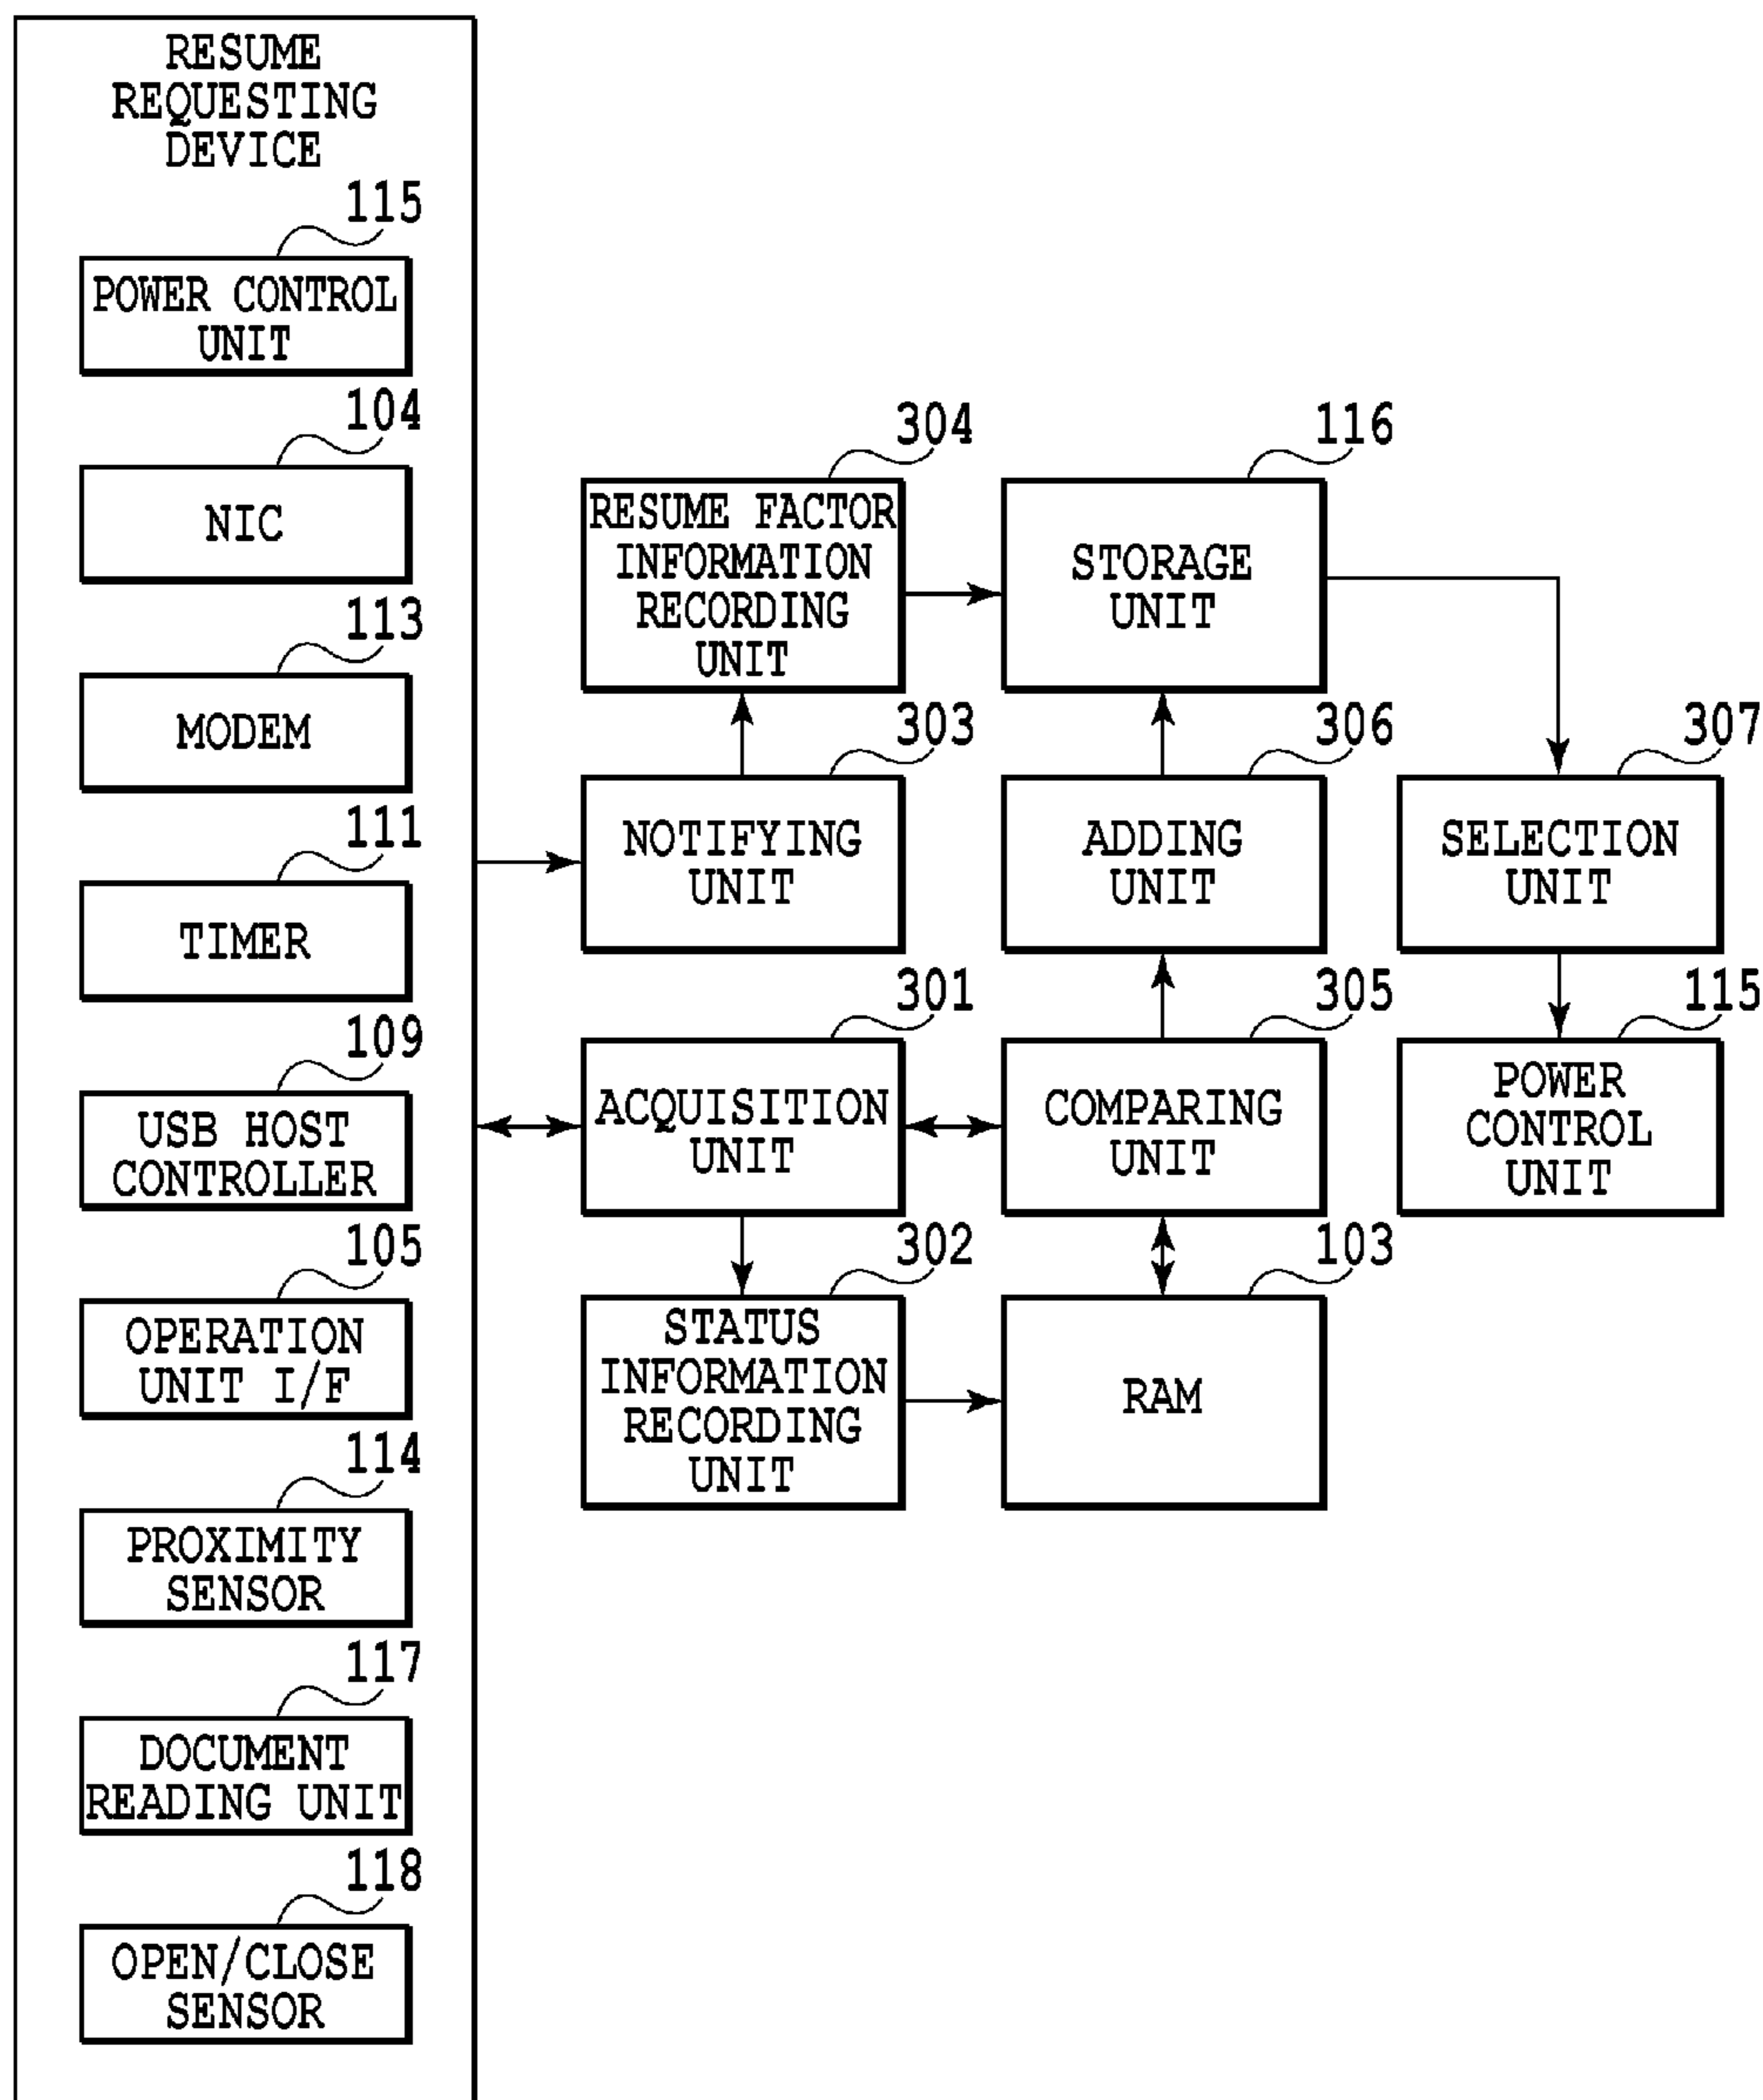 RESUME
REQUESTING
DEVICE
115
POWER CONTROL
UNIT
104
NIC
113
MODEM
111
TIMER
109
USB HOST
CONTROLLER
105
OPERATION
UNIT I/F
114
PROXIMITY
SENSOR
117
DOCUMENT
READING UNIT
118
OPEN/CLOSE
SENSOR
304
RESUME FACTOR
INFORMATION
RECORDING
UNIT
116
STORAGE
UNIT
303
NOTIFYING
UNIT
306
ADDING
UNIT
307
SELECTION
UNIT
301
ACQUISITION
UNIT
305
COMPARING
UNIT
115
POWER
CONTROL
UNIT
302
STATUS
INFORMATION
RECORDING
UNIT
103
RAM